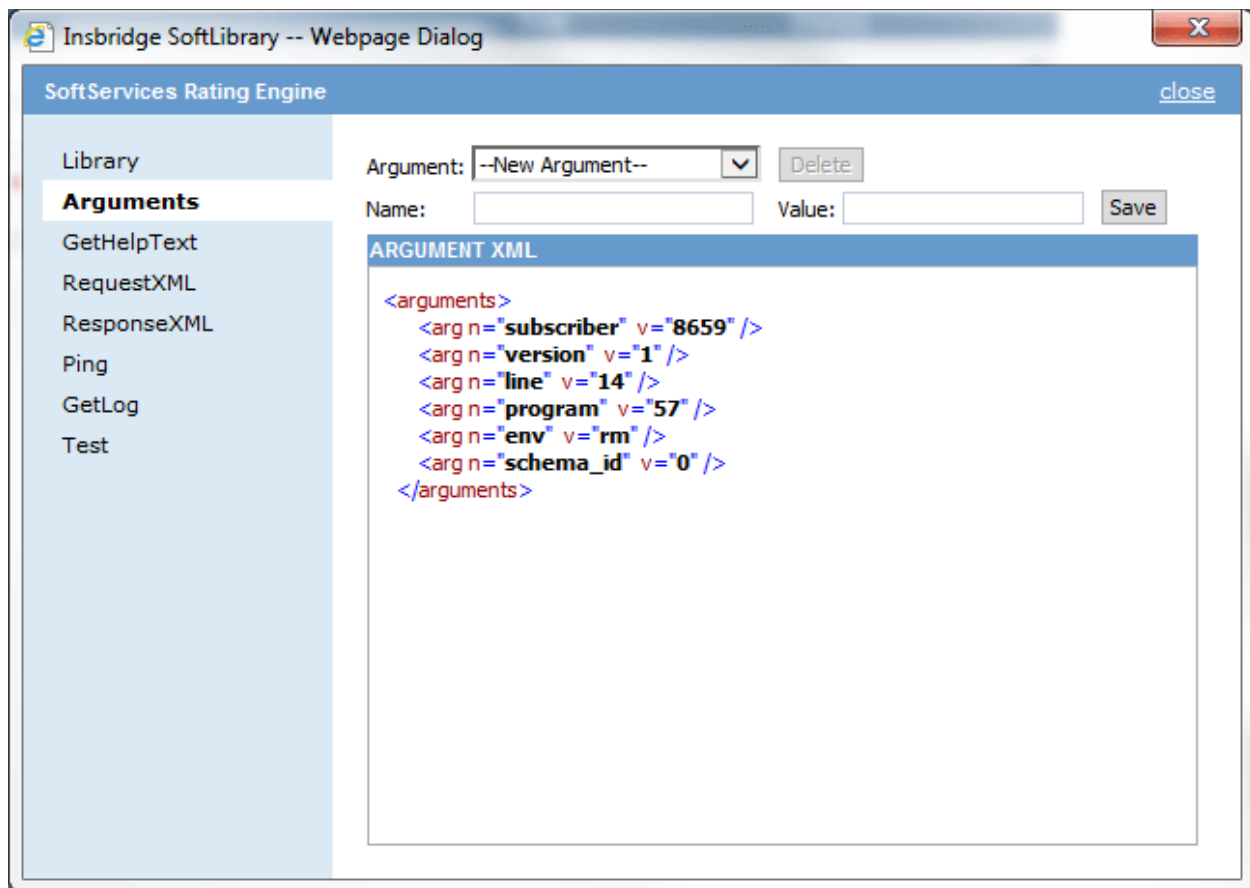 Insbridge SoftLibrary -- Webpage Dialog
SoftServices Rating Engine close
Library
Arguments
GetHelpText
RequestXML
ResponseXML
Ping
GetLog
Test
Argument: --New Argument-- Delete
Name: Value: Save
ARGUMENT XML
<arguments>
<arg n="subscriber" v="8659" />
<arg n="version" v="1" />
<arg n="line" v="14" />
<arg n="program" v="57" />
<arg n="env" v="rm" />
<arg n="schema_id" v="0" />
</arguments>